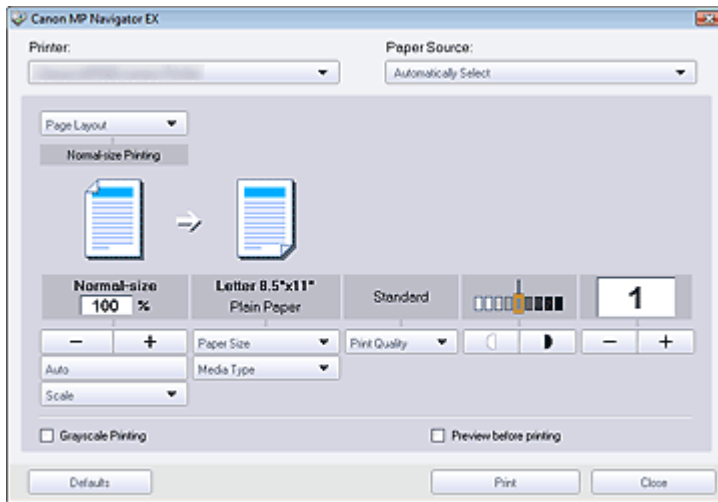 Canon MP Navigator EX
Printer:
Paper Source:
Automatically Select
Page Layout
Normal-size Printing
Normal-size
100 %
Letter 8.5"x11"
Plain Paper
Standard
1
Paper Size
Print Quality
Auto
Media Type
Scale
Grayscale Printing
Preview before printing
Defaults
Print
Close